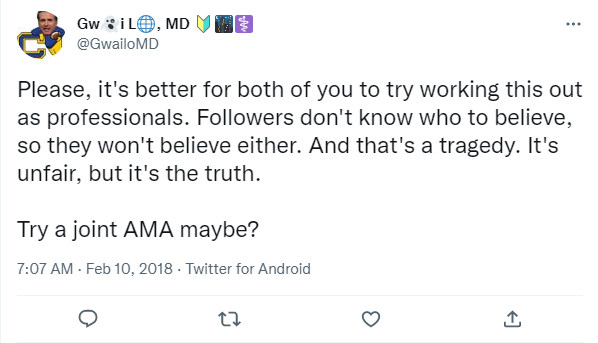 Gw👻i L🌐, MD 🔰🌃⚕️
@GwailoMD
Please, it's better for both of you to try working this out
as professionals. Followers don't know who to believe,
so they won't believe either. And that's a tragedy. It's
unfair, but it's the truth.
Try a joint AMA maybe?
7:07 AM · Feb 10, 2018 · Twitter for Android